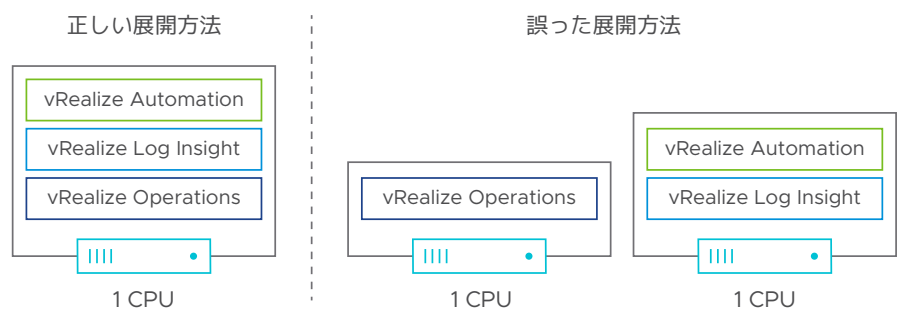 正しい展開方法
vRealize Automation
vRealize Log Insight
vRealize Operations
1 CPU
誤った展開方法
vRealize Operations
1 CPU
vRealize Automation
vRealize Log Insight
1 CPU